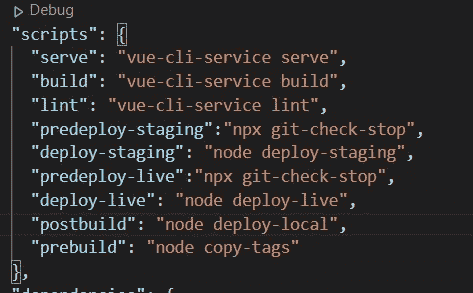 Debug
"scripts": {
"serve": "vue-cli-service serve",
"build": "vue-cli-service build",
"lint": "vue-cli-service lint",
"predeploy-staging":"npx git-check-stop",
"deploy-staging": "node deploy-staging",
"predeploy-live":"npx git-check-stop",
"deploy-live": "node deploy-live",
"postbuild": "node deploy-local",
"prebuild": "node copy-tags"
},
"dependencies": {